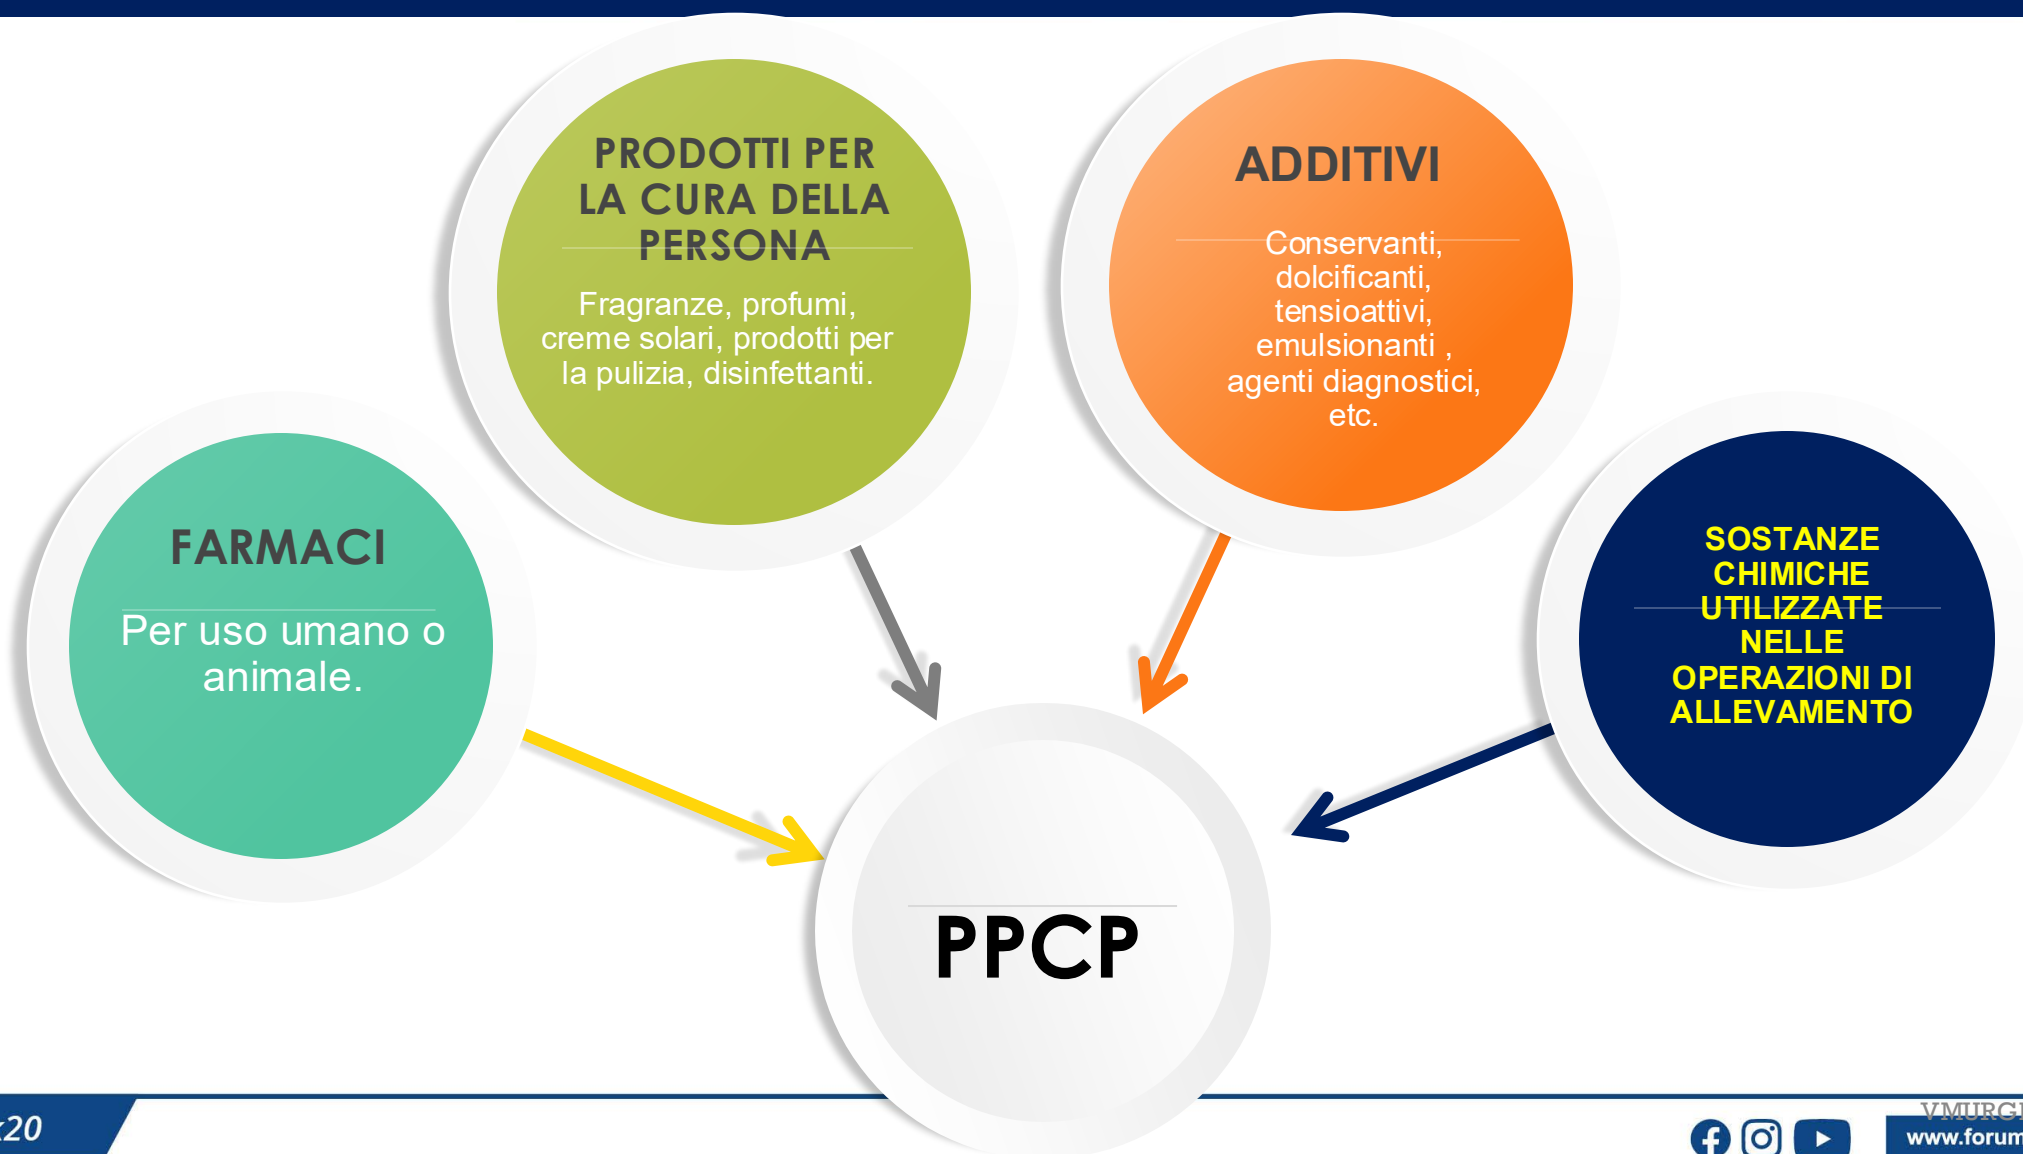 PRODOTTI PER
LA CURA DELLA
PERSONA
Fragranze, profumi,
creme solari, prodotti per
la pulizia, disinfettanti.
ADDITIVI
Conservanti,
dolcificanti,
tensioattivi,
emulsionanti ,
agenti diagnostici,
etc.
FARMACI
Per uso umano o
animale.
SOSTANZE
CHIMICHE
UTILIZZATE
NELLE
OPERAZIONI DI
ALLEVAMENTO
PPCP
20
VMURG
www.forum